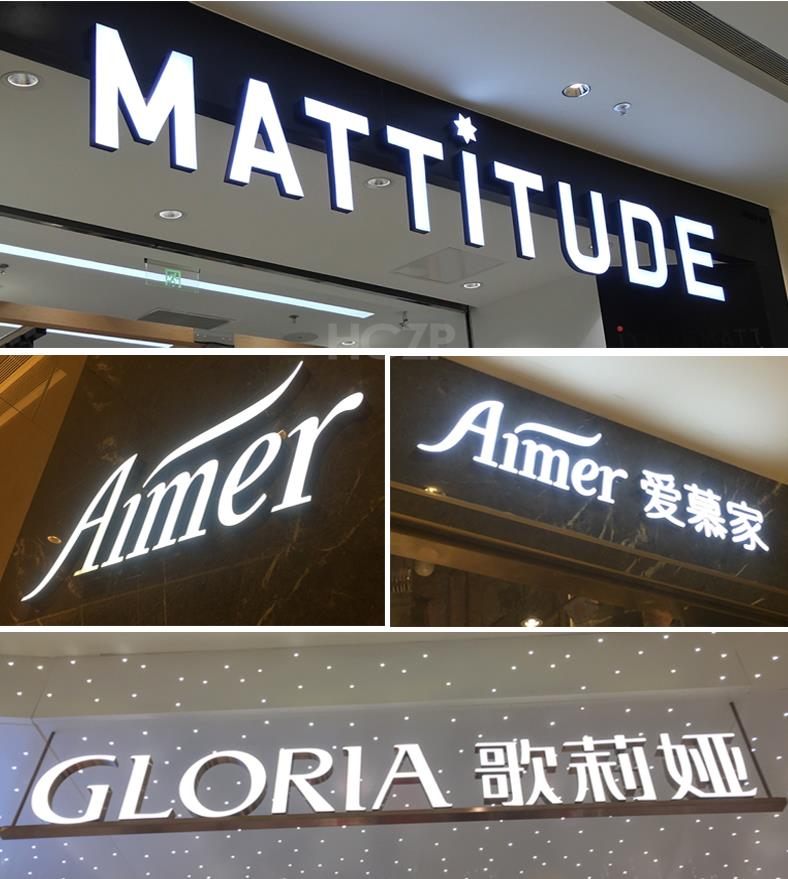 MATTiTUDE
HCZP
Aimer
Aimer 爱慕家
GLORIA 歌莉娅